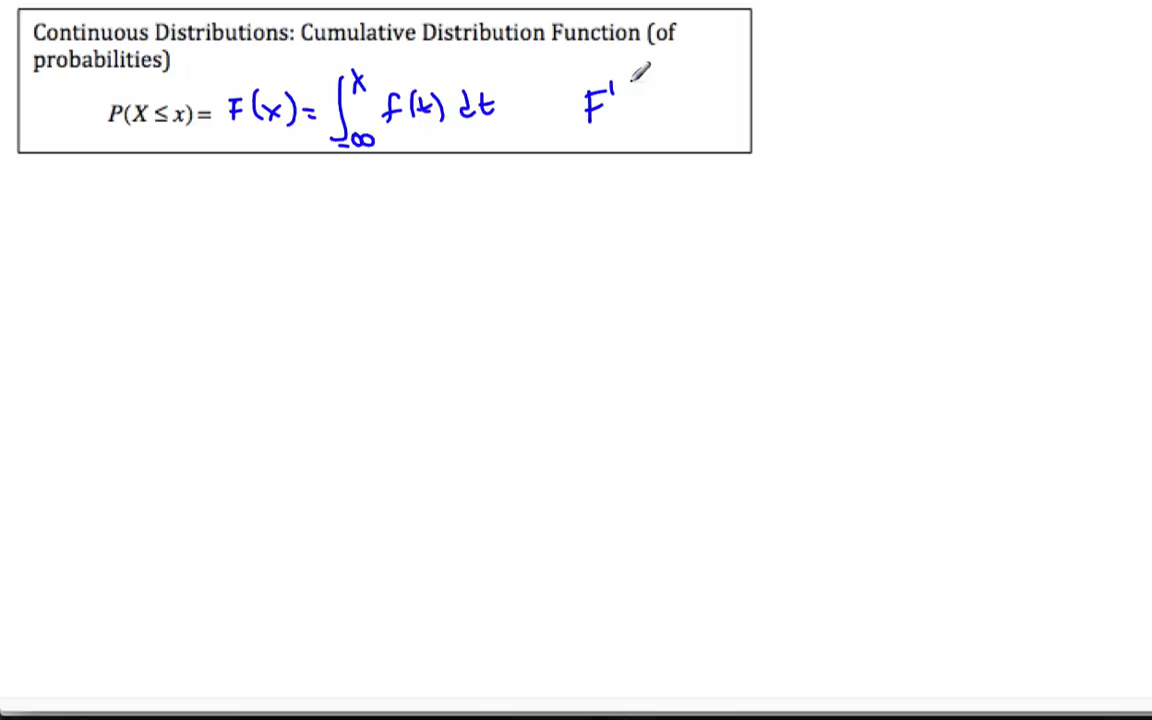 Continuous Distributions: Cumulative Distribution Function (of
probabilities)
P(X ≤ x) = F(x) = ∫_{-∞}^{x} f(t) dt F'